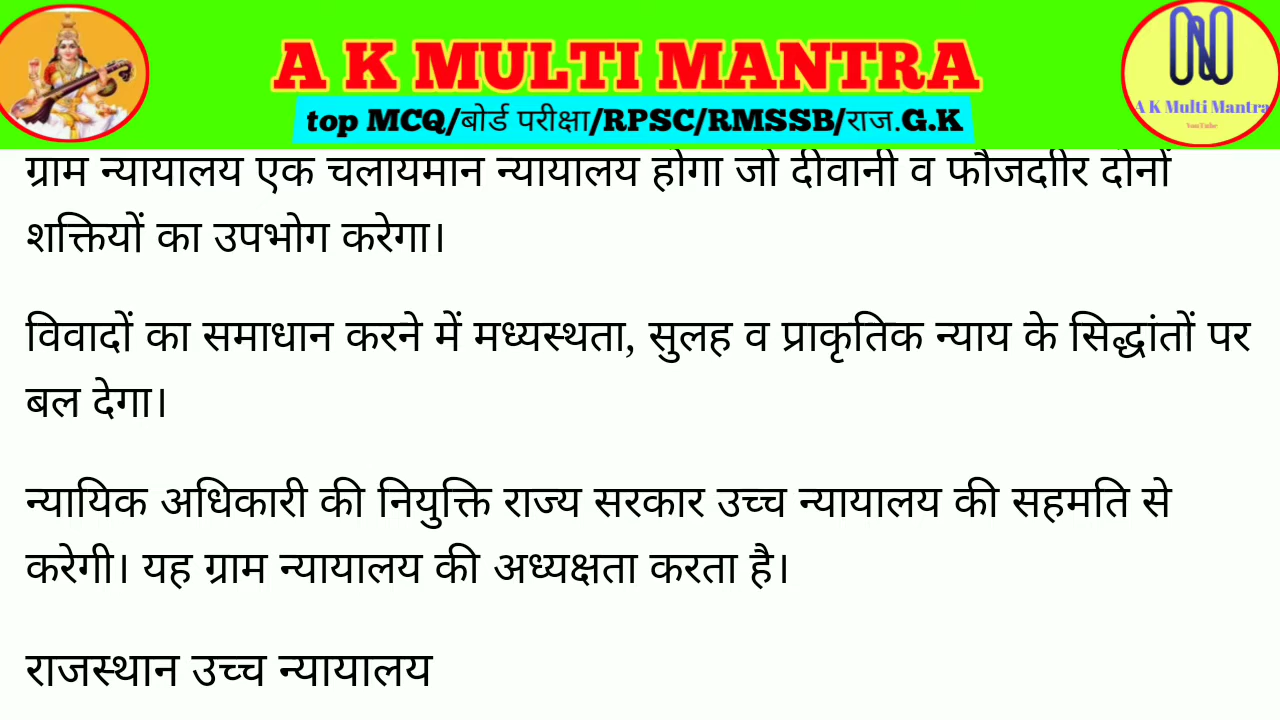 A K MULTI MANTRA
top MCQ/बोर्ड परीक्षा/RPSC/RMSSB/राज.G.K
A K Multi Mantra
YouTube
ग्राम न्यायालय एक चलायमान न्यायालय होगा जो दीवानी व फौजदाीर दोनों
शक्तियों का उपभोग करेगा।
विवादों का समाधान करने में मध्यस्थता, सुलह व प्राकृतिक न्याय के सिद्धांतों पर
बल देगा।
न्यायिक अधिकारी की नियुक्ति राज्य सरकार उच्च न्यायालय की सहमति से
करेगी। यह ग्राम न्यायालय की अध्यक्षता करता है।
राजस्थान उच्च न्यायालय